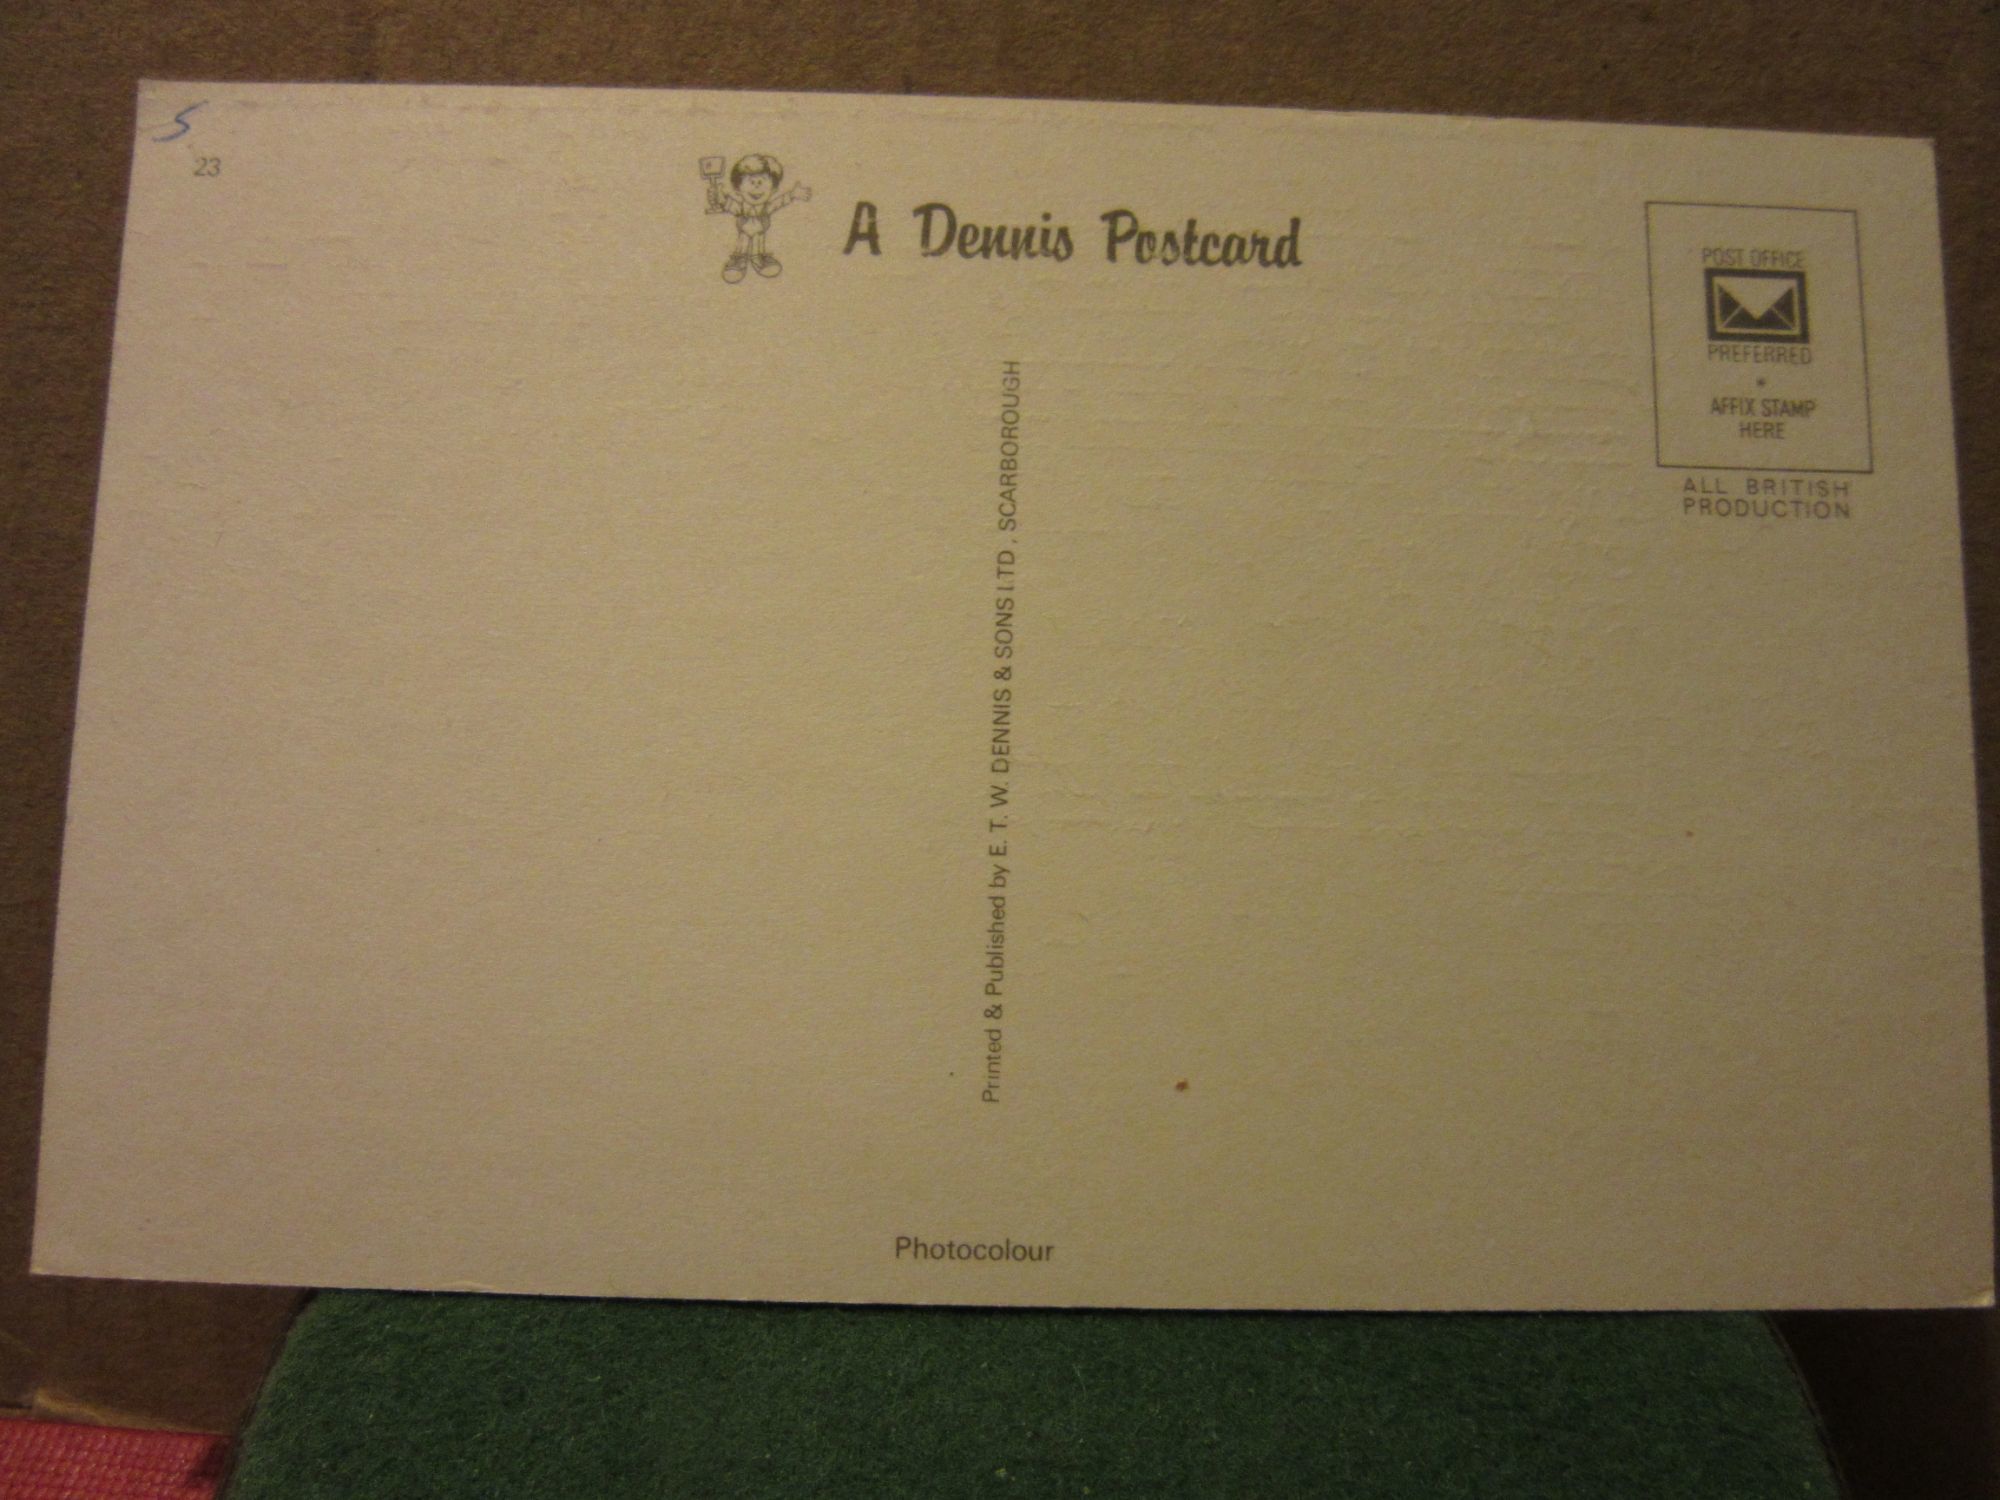 S
23
A Dennis Postcard
POST OFFICE
PREFERRED
AFFIX STAMP
HERE
ALL BRITISH
PRODUCTION
Printed & Published by E. T. W. DENNIS & SONS LTD., SCARBOROUGH
Photocolour